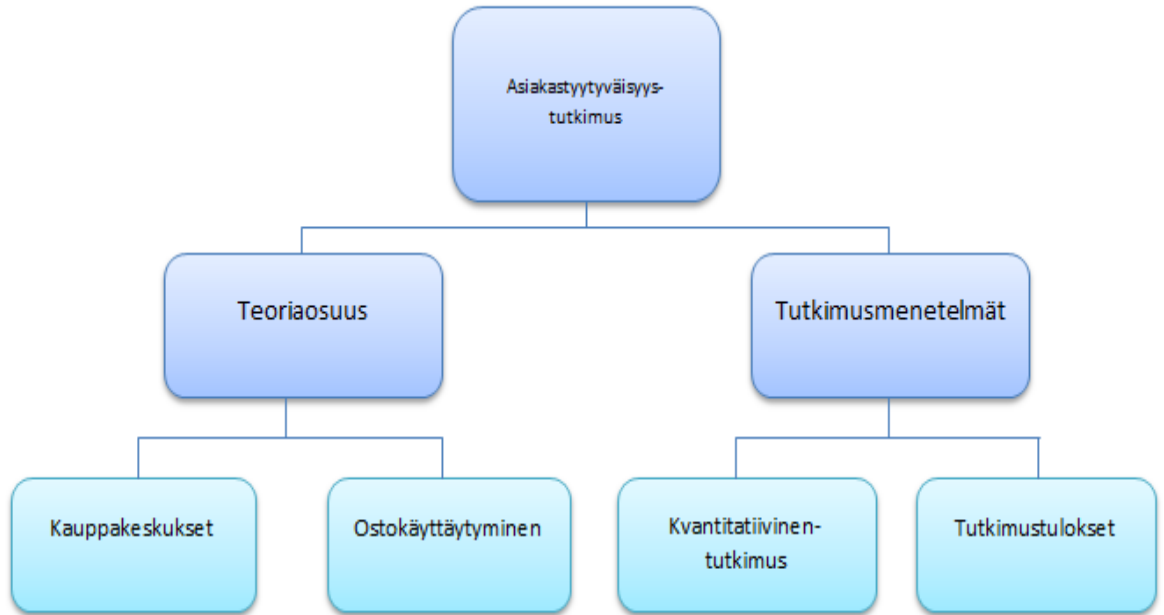 Asiakastyytyväisyys-
tutkimus
Teoriaosuus
Tutkimusmenetelmät
Kauppakeskukset
Ostokäyttäytyminen
Kvantitatiivinen-
tutkimus
Tutkimustulokset